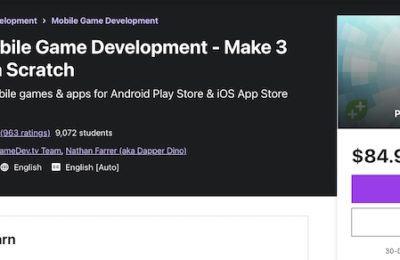 elopment > Mobile Game Development
bile Game Development - Make 3
Scratch
bile games & apps for Android Play Store & iOS App Store
(963 ratings) 9,072 students
ameDev.tv Team, Nathan Farrer (aka Dapper Dino)
English English [Auto]
$84.9
arn
30-D